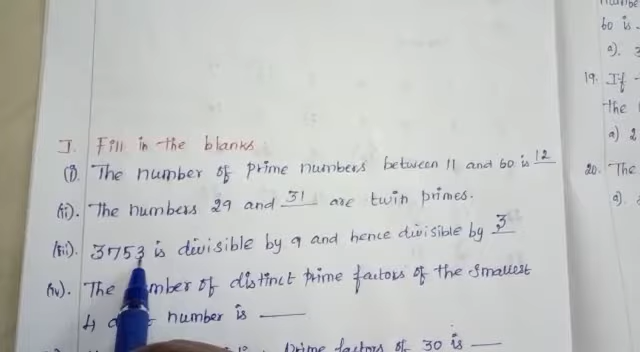 I. Fill in the blanks
(i). The number of prime numbers between 11 and 60 is 12
(ii). The numbers 29 and 31 are twin primes.
(iii). 3753 is divisible by 9 and hence divisible by 3
(iv). The mber of distinct prime factors of the smallest
4 number is
prime factors of 30 is
60 is
a). 3
19. If
the
a) 2
20. The
a).